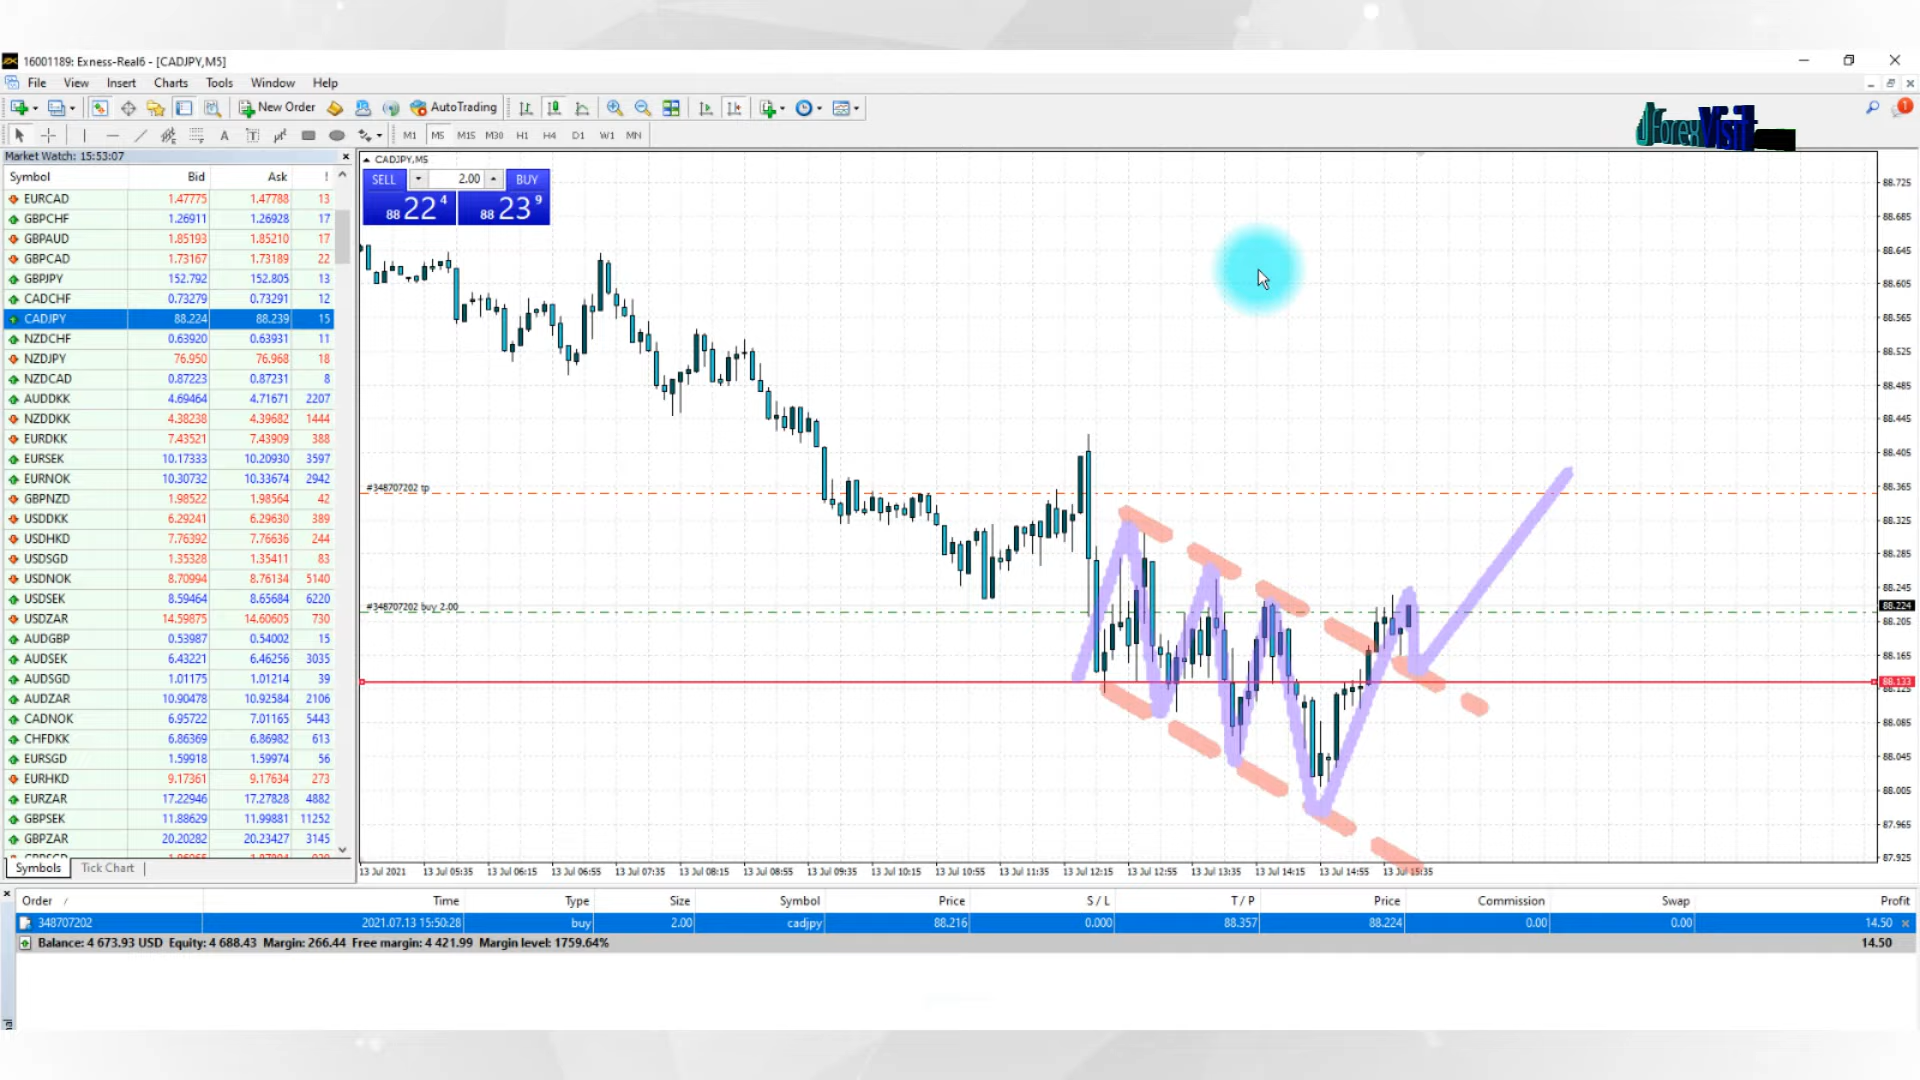 16001189: Exness-Real6 - [CADJPY,M5]
File View Insert Charts Tools Window Help
New Order AutoTrading
M1 M5 M15 M30 H1 H4 D1 W1 MN
JForexVisit
1
Market Watch: 15:53:07
Symbol Bid Ask !
EURCAD 1.47775 1.47788 13
GBPCHF 1.26911 1.26928 17
GBPAUD 1.85193 1.85210 17
GBPCAD 1.73167 1.73189 22
GBPJPY 152.792 152.805 13
CADCHF 0.73279 0.73291 12
CADJPY 88.224 88.239 15
NZDCHF 0.63920 0.63931 11
NZDJPY 76.950 76.968 18
NZDCAD 0.87223 0.87231 8
AUDDKK 4.69464 4.71671 2207
NZDDKK 4.38238 4.39682 1444
EURDKK 7.43521 7.43909 388
EURSEK 10.17333 10.20930 3597
EURNOK 10.30732 10.33674 2942
GBPNZD 1.98522 1.98564 42
USDDKK 6.29241 6.29630 389
USDHKD 7.76392 7.76636 244
USDSGD 1.35328 1.35411 83
USDNOK 8.70994 8.76134 5140
USDSEK 8.59464 8.65684 6220
USDZAR 14.59875 14.60605 730
AUDGBP 0.53987 0.54002 15
AUDSEK 6.43221 6.46256 3035
AUDSGD 1.01175 1.01214 39
AUDZAR 10.90478 10.92584 2106
CADNOK 6.95722 7.01165 5443
CHFDKK 6.86369 6.86982 613
EURSGD 1.59918 1.59974 56
EURHKD 9.17361 9.17634 273
EURZAR 17.22946 17.27828 4882
GBPSEK 11.88629 11.99881 11252
GBPZAR 20.20282 20.23427 3145
Symbols Tick Chart
CADJPY,M5
SELL 2.00 BUY
88 22 4 88 23 9
#348707202 tp
#348707202 buy 2.00
88.725
88.685
88.645
88.605
88.565
88.525
88.485
88.445
88.405
88.365
88.325
88.285
88.245
88.224
88.205
88.165
88.133
88.125
88.085
88.045
88.005
87.965
87.925
13 Jul 2021 13 Jul 05:35 13 Jul 06:15 13 Jul 06:55 13 Jul 07:35 13 Jul 08:15 13 Jul 08:55 13 Jul 09:35 13 Jul 10:15 13 Jul 10:55 13 Jul 11:35 13 Jul 12:15 13 Jul 12:55 13 Jul 13:35 13 Jul 14:15 13 Jul 14:55 13 Jul 15:35
Order / Time Type Size Symbol Price S / L T / P Price Commission Swap Profit
348707202 2021.07.13 15:50:28 buy 2.00 cadjpy 88.216 0.000 88.357 88.224 0.00 0.00 14.50
Balance: 4 673.93 USD Equity: 4 688.43 Margin: 266.44 Free margin: 4 421.99 Margin level: 1759.64% 14.50